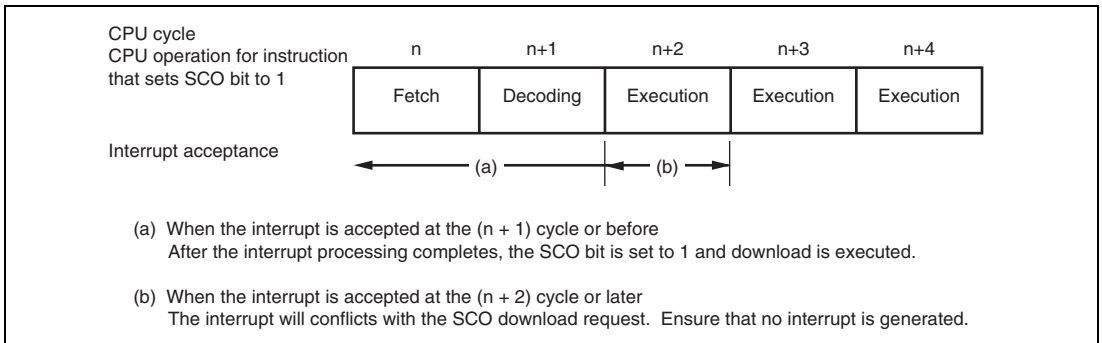 CPU cycle
CPU operation for instruction
that sets SCO bit to 1
n n+1 n+2 n+3 n+4
Fetch Decoding Execution Execution Execution
Interrupt acceptance
(a) (b)
(a) When the interrupt is accepted at the (n + 1) cycle or before
After the interrupt processing completes, the SCO bit is set to 1 and download is executed.
(b) When the interrupt is accepted at the (n + 2) cycle or later
The interrupt will conflicts with the SCO download request. Ensure that no interrupt is generated.